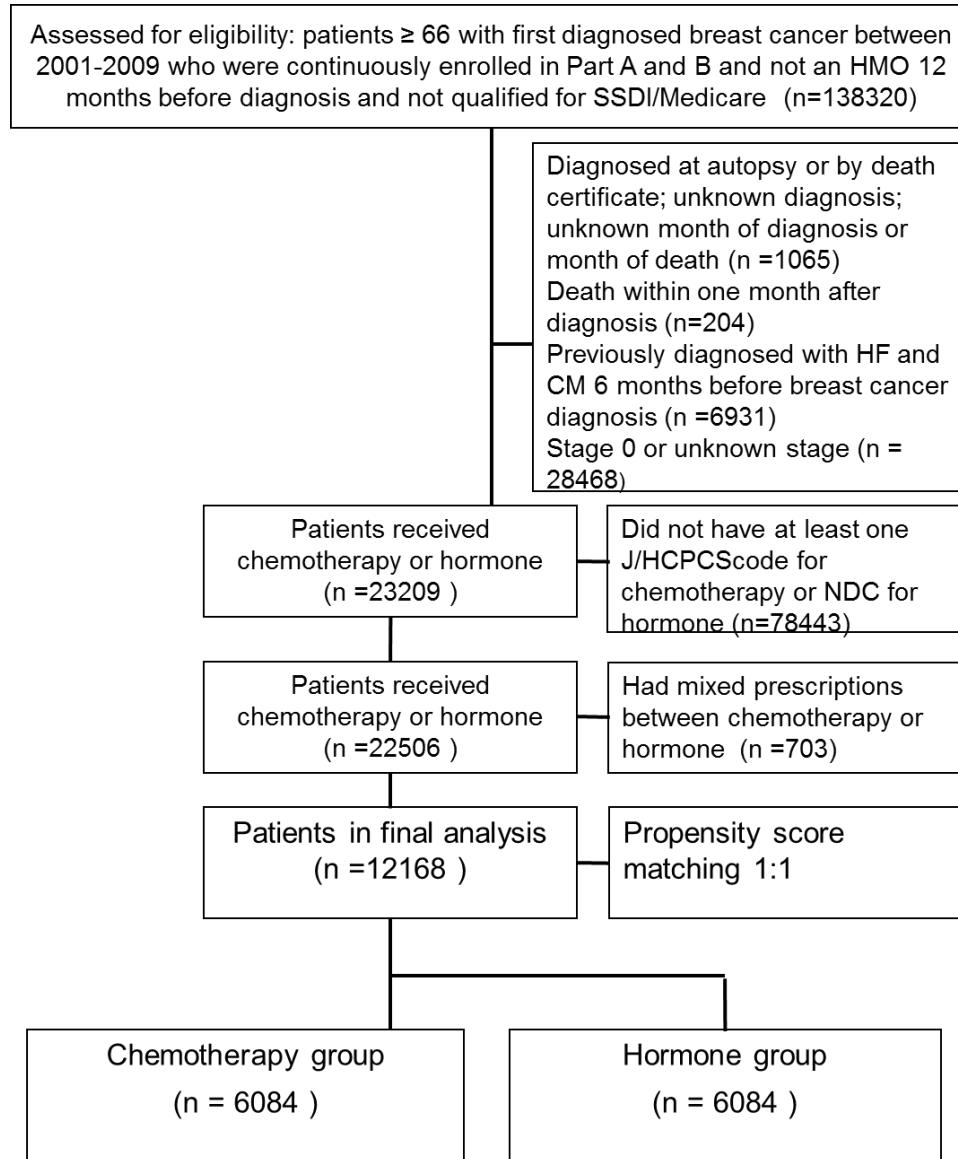 Assessed for eligibility: patients ≥ 66 with first diagnosed breast cancer between
2001-2009 who were continuously enrolled in Part A and B and not an HMO 12
months before diagnosis and not qualified for SSDI/Medicare (n=138320)
Diagnosed at autopsy or by death
certificate; unknown diagnosis;
unknown month of diagnosis or
month of death (n =1065)
Death within one month after
diagnosis (n=204)
Previously diagnosed with HF and
CM 6 months before breast cancer
diagnosis (n =6931)
Stage 0 or unknown stage (n =
28468)
Patients received
chemotherapy or hormone
(n =23209 )
Did not have at least one
J/HCPCScode for
chemotherapy or NDC for
hormone (n=78443)
Patients received
chemotherapy or hormone
(n =22506 )
Had mixed prescriptions
between chemotherapy or
hormone (n =703)
Patients in final analysis
(n =12168 )
Propensity score
matching 1:1
Chemotherapy group
(n = 6084 )
Hormone group
(n = 6084 )